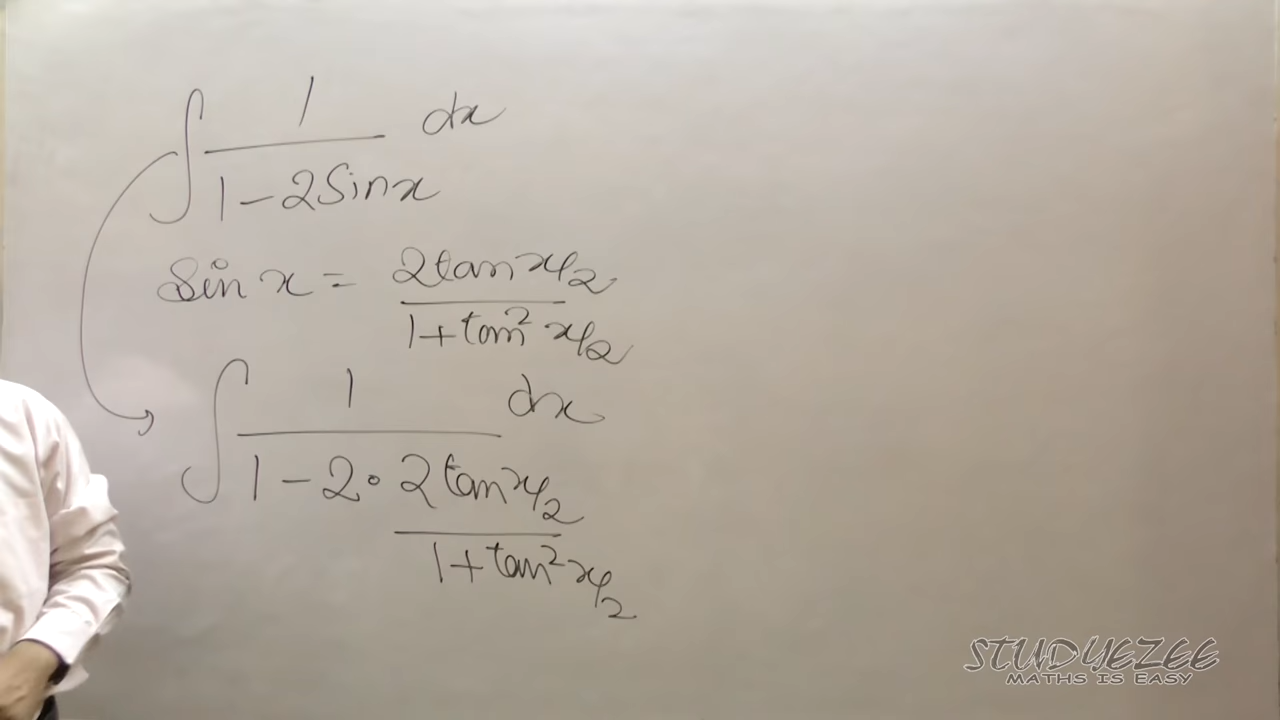 ∫ 1/(1-2Sinx) dx
Sin x = 2tan x/2 / (1+tan² x/2)
∫ 1/(1-2·2tan x/2 / (1+tan² x/2)) dx
STUDYEZEE
MATHS IS EASY